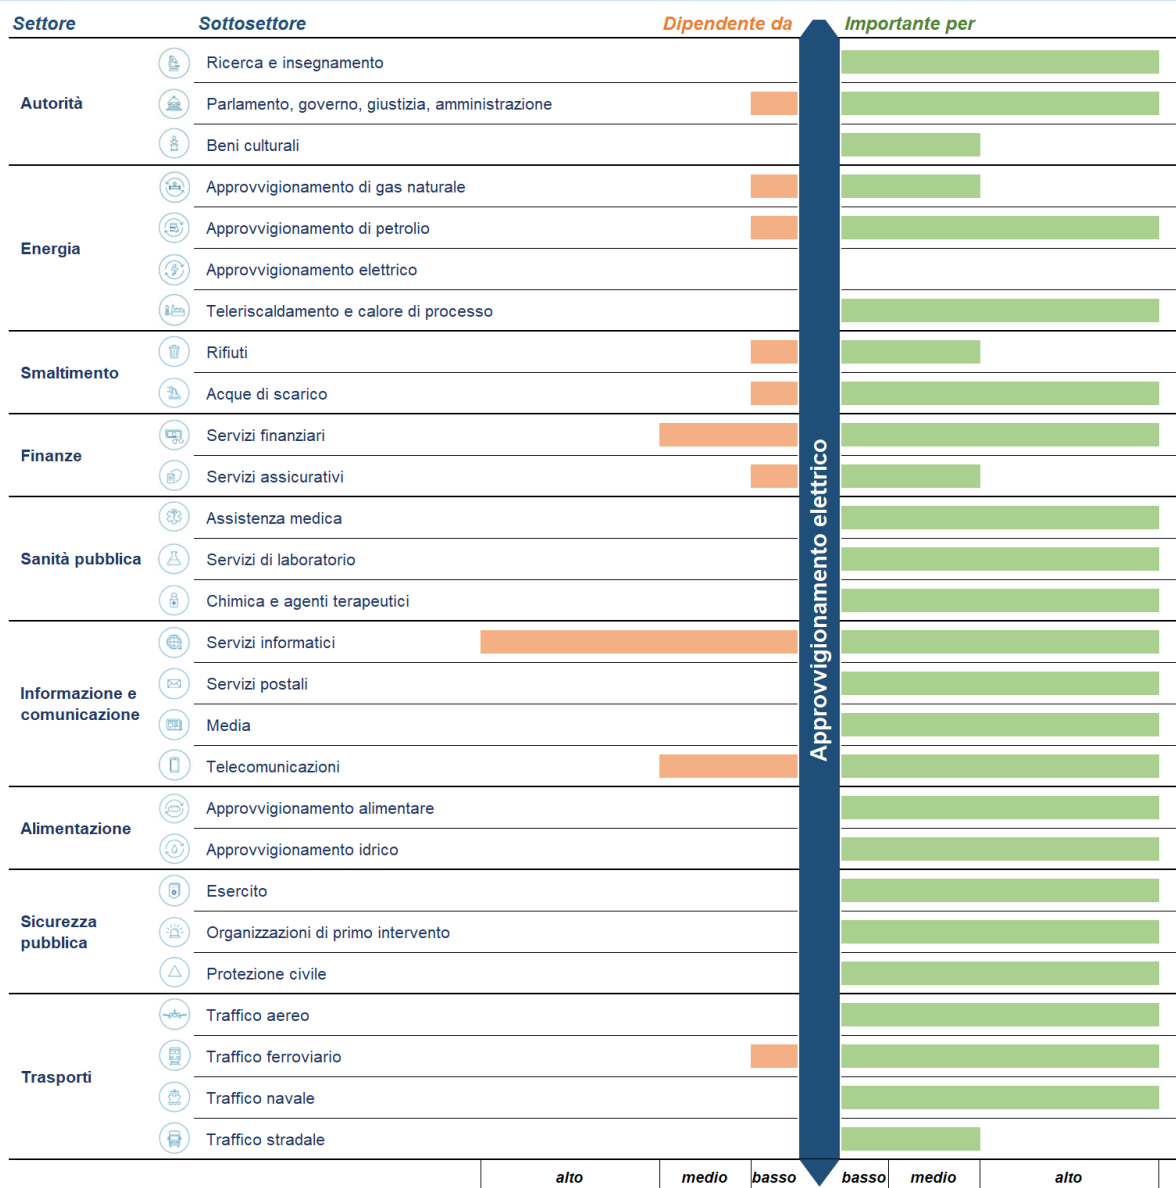 Settore Sottosettore Dipendente da Importante per
Autorità
Ricerca e insegnamento
Parlamento, governo, giustizia, amministrazione
Beni culturali
Energia
Approvvigionamento di gas naturale
Approvvigionamento di petrolio
Approvvigionamento elettrico
Teleriscaldamento e calore di processo
Smaltimento
Rifiuti
Acque di scarico
Finanze
Servizi finanziari
Servizi assicurativi
Sanità pubblica
Assistenza medica
Servizi di laboratorio
Chimica e agenti terapeutici
Informazione e
comunicazione
Servizi informatici
Servizi postali
Media
Telecomunicazioni
Alimentazione
Approvvigionamento alimentare
Approvvigionamento idrico
Sicurezza
pubblica
Esercito
Organizzazioni di primo intervento
Protezione civile
Trasporti
Traffico aereo
Traffico ferroviario
Traffico navale
Traffico stradale
Approvvigionamento elettrico
alto medio basso basso medio alto